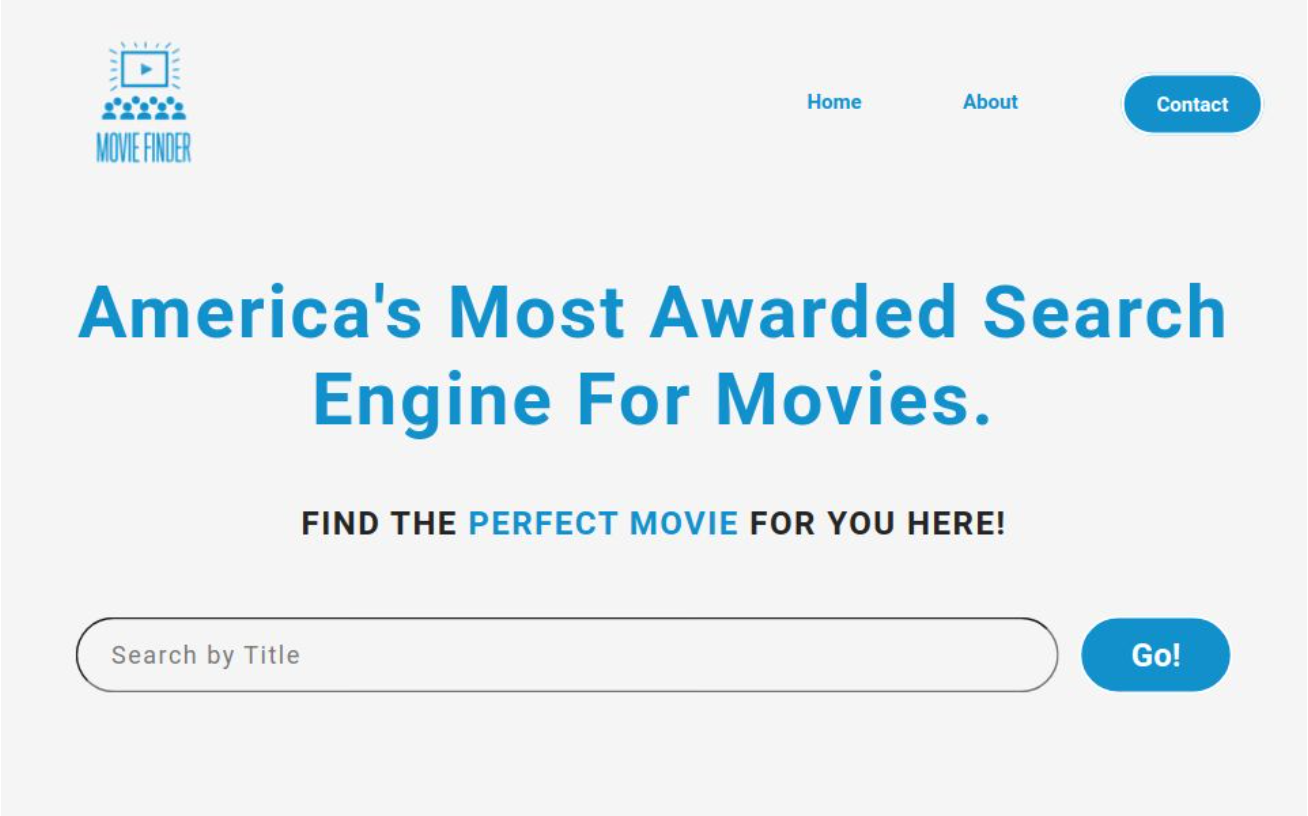 MOVIE FINDER
Home About Contact
America's Most Awarded Search
Engine For Movies.
FIND THE PERFECT MOVIE FOR YOU HERE!
Search by Title Go!